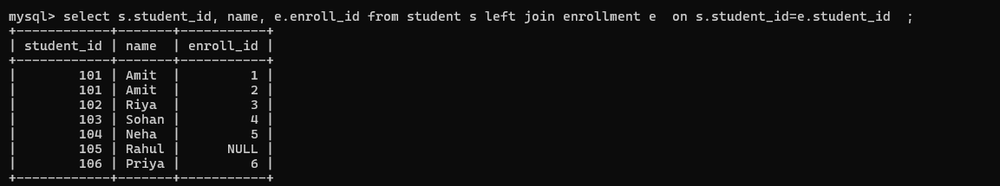 mysql> select s.student_id, name, e.enroll_id from student s left join enrollment e  on s.student_id=e.student_id  ;
+------------+-------+-----------+
| student_id | name  | enroll_id |
+------------+-------+-----------+
|        101 | Amit  |         1 |
|        101 | Amit  |         2 |
|        102 | Riya  |         3 |
|        103 | Sohan |         4 |
|        104 | Neha  |         5 |
|        105 | Rahul |      NULL |
|        106 | Priya |         6 |
+------------+-------+-----------+